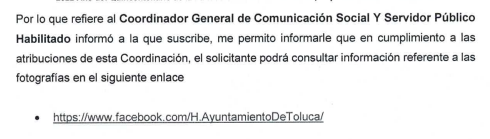 Por lo que refiere al Coordinador General de Comunicación Social Y Servidor Público
Habilitado informó a la que suscribe, me permito informarle que en cumplimiento a las
atribuciones de esta Coordinación, el solicitante podrá consultar información referente a las
fotografías en el siguiente enlace
• https://www.facebook.com/H.AyuntamientoDeToluca/